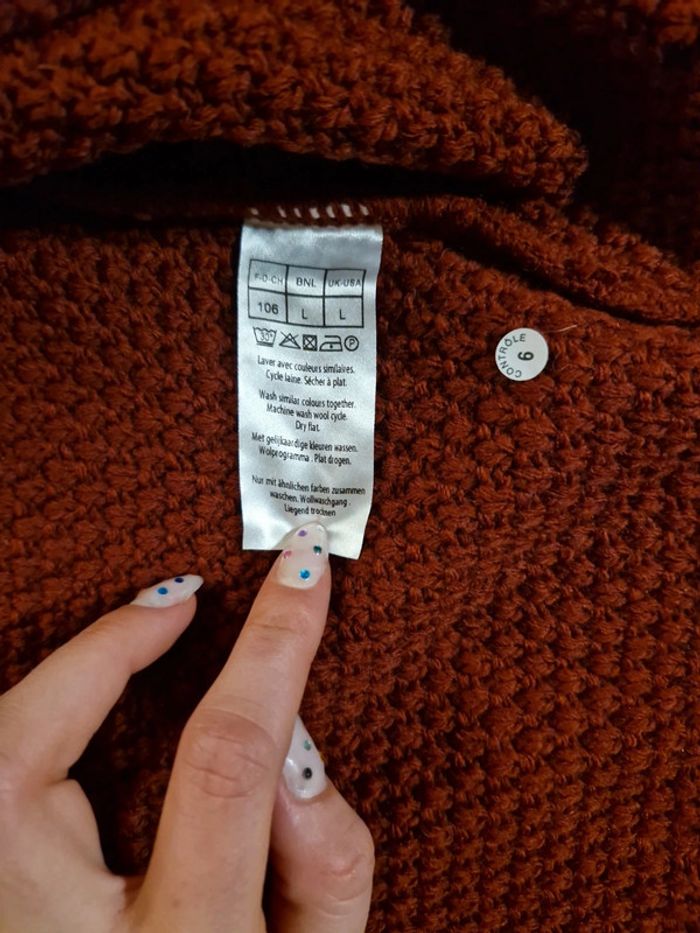 F-D-CH BNL UK-USA
106 L L
30°
P
Laver avec couleurs similaires.
Cycle laine. Sécher à plat.
Wash similar colours together.
Machine wash wool cycle.
Dry flat.
Met gelijkaardige kleuren wassen.
Wolprogramma . Plat drogen.
Nur mit ähnlichen farben zusammen
waschen. Wollwaschgang .
Liegend trocknen
CONTRÔLE
9